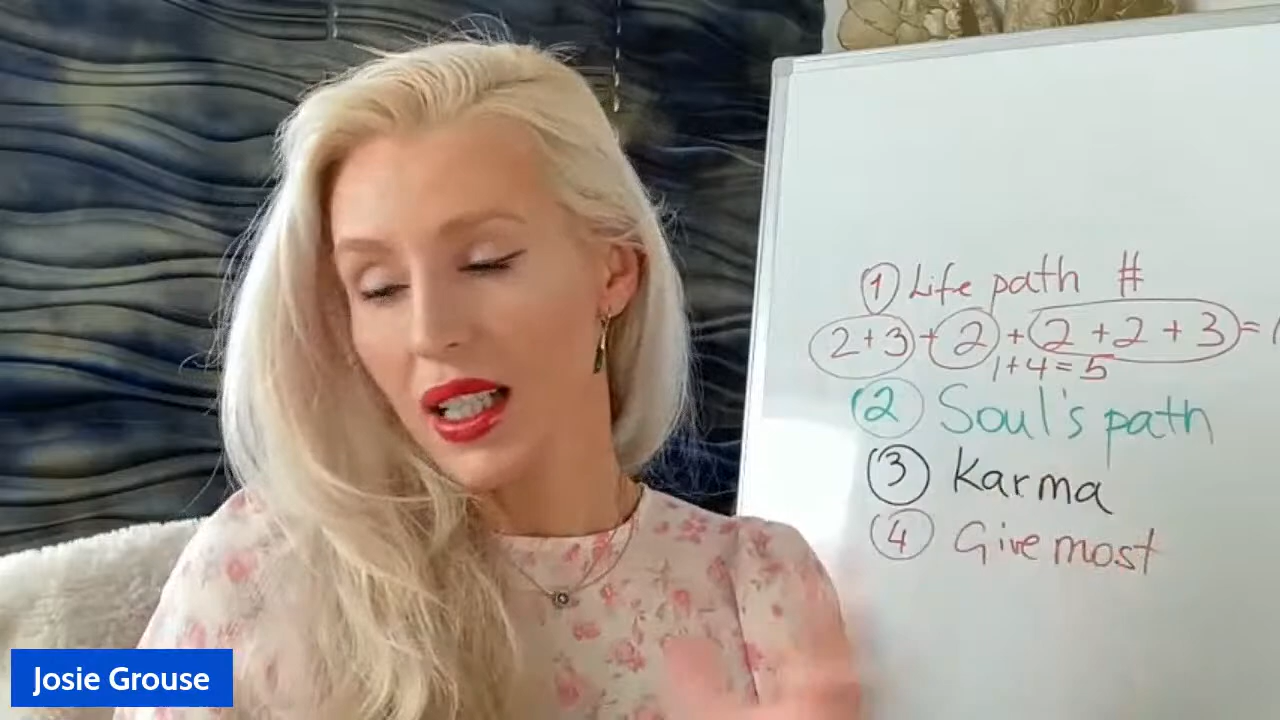 ① Life path #
2+3+2+2+2+3=1
1+4=5
② Soul's path
③ Karma
④ Give most
Josie Grouse